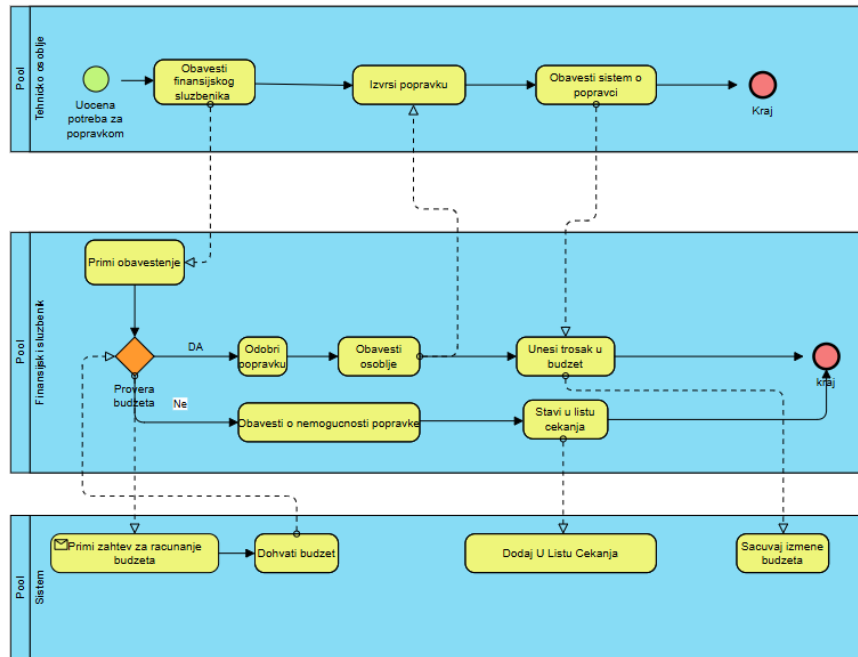 Pool
Tehnicko osoblje
Uocena
potreba za
popravkom
Obavesti
finansijskog
sluzbenika
Izvrsi popravku
Obavesti sistem o
popravci
Kraj
Pool
Finansijski sluzbenik
Primi obavestenje
Provera
budzeta
DA
Odobri
popravku
Obavesti
osoblje
Unesi trosak u
budzet
kraj
Ne
Obavesti o nemogucnosti popravke
Stavi u listu
cekanja
Pool
Sistem
Primi zahtev za racunanje
budzeta
Dohvati budzet
Dodaj U Listu Cekanja
Sacuvaj izmene
budzeta